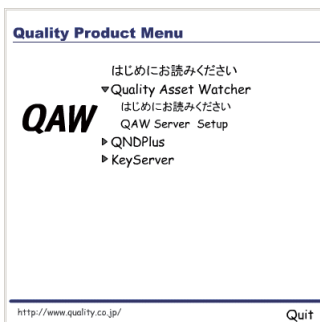 Quality Product Menu
はじめにお読みください
Quality Asset Watcher
はじめにお読みください
QAW Server Setup
QAW
QNDPlus
KeyServer
http://www.quality.co.jp/
Quit